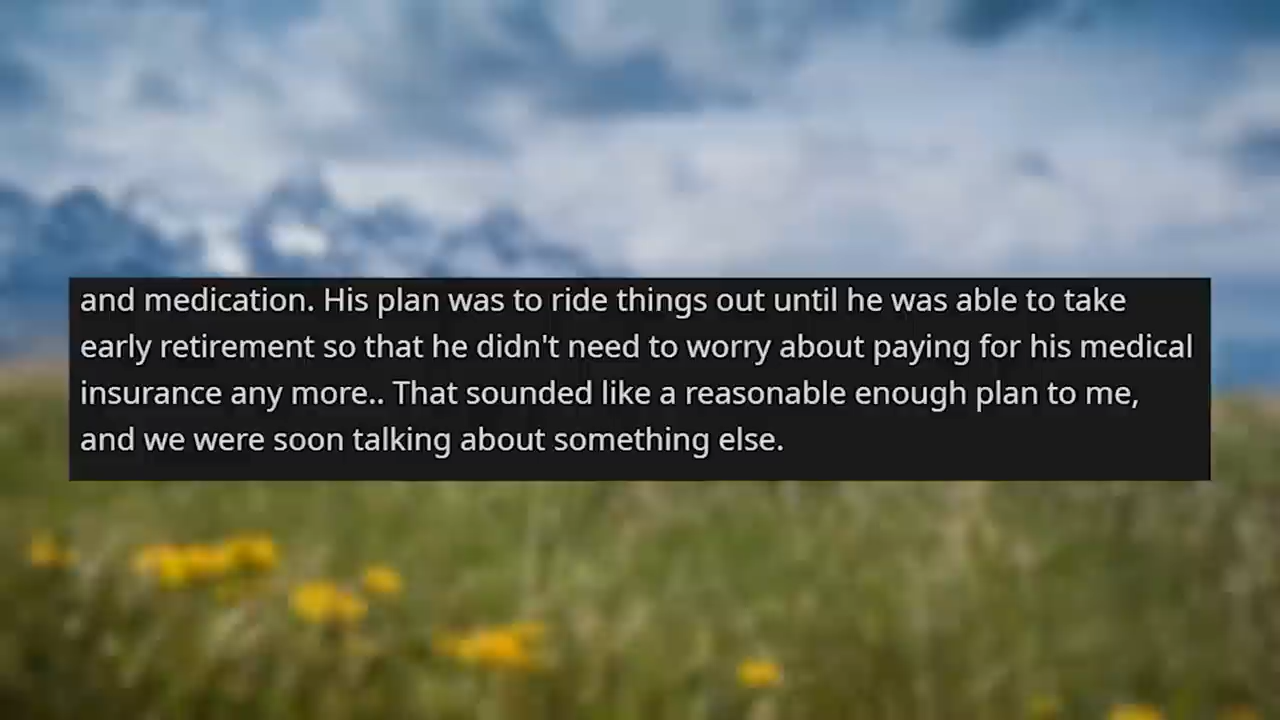 and medication. His plan was to ride things out until he was able to take
early retirement so that he didn't need to worry about paying for his medical
insurance any more.. That sounded like a reasonable enough plan to me,
and we were soon talking about something else.